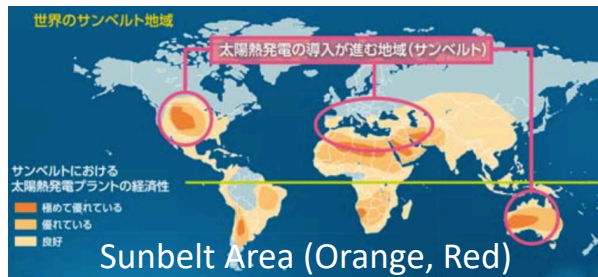 世界のサンベルト地域
太陽熱発電の導入が進む地域(サンベルト)
サンベルトにおける
太陽熱発電プラントの経済性
極めて優れている
優れている
良好
Sunbelt Area (Orange, Red)